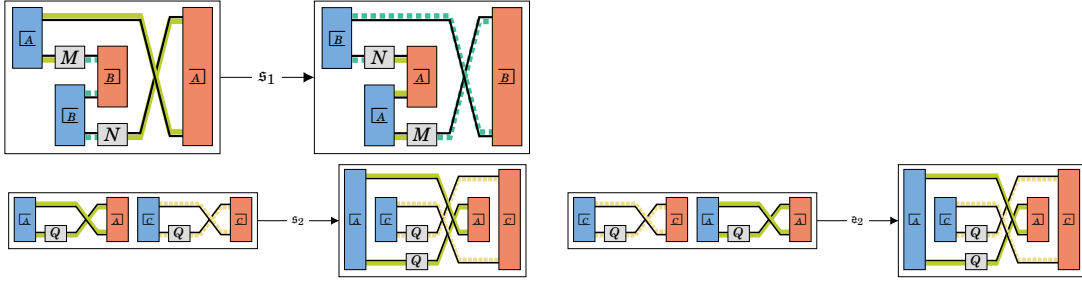 A B
M N
B A 𝔰₁ A B
B A
N M
A A C C 𝔰₂ A C A C C C A A 𝔰₂ A C A C
Q Q Q Q Q Q
Q Q